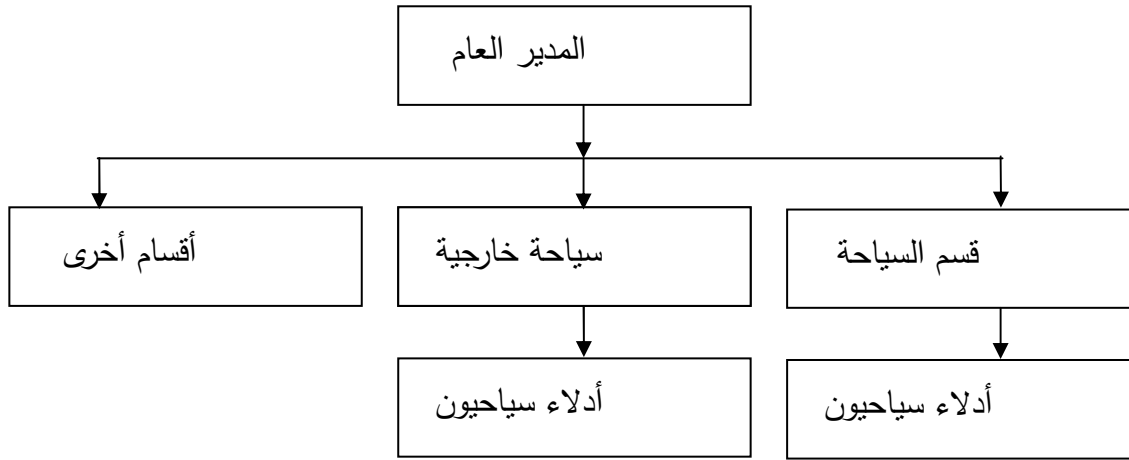 المدير العام
قسم السياحة
سياحة خارجية
أقسام أخرى
أدلاء سياحيون
أدلاء سياحيون